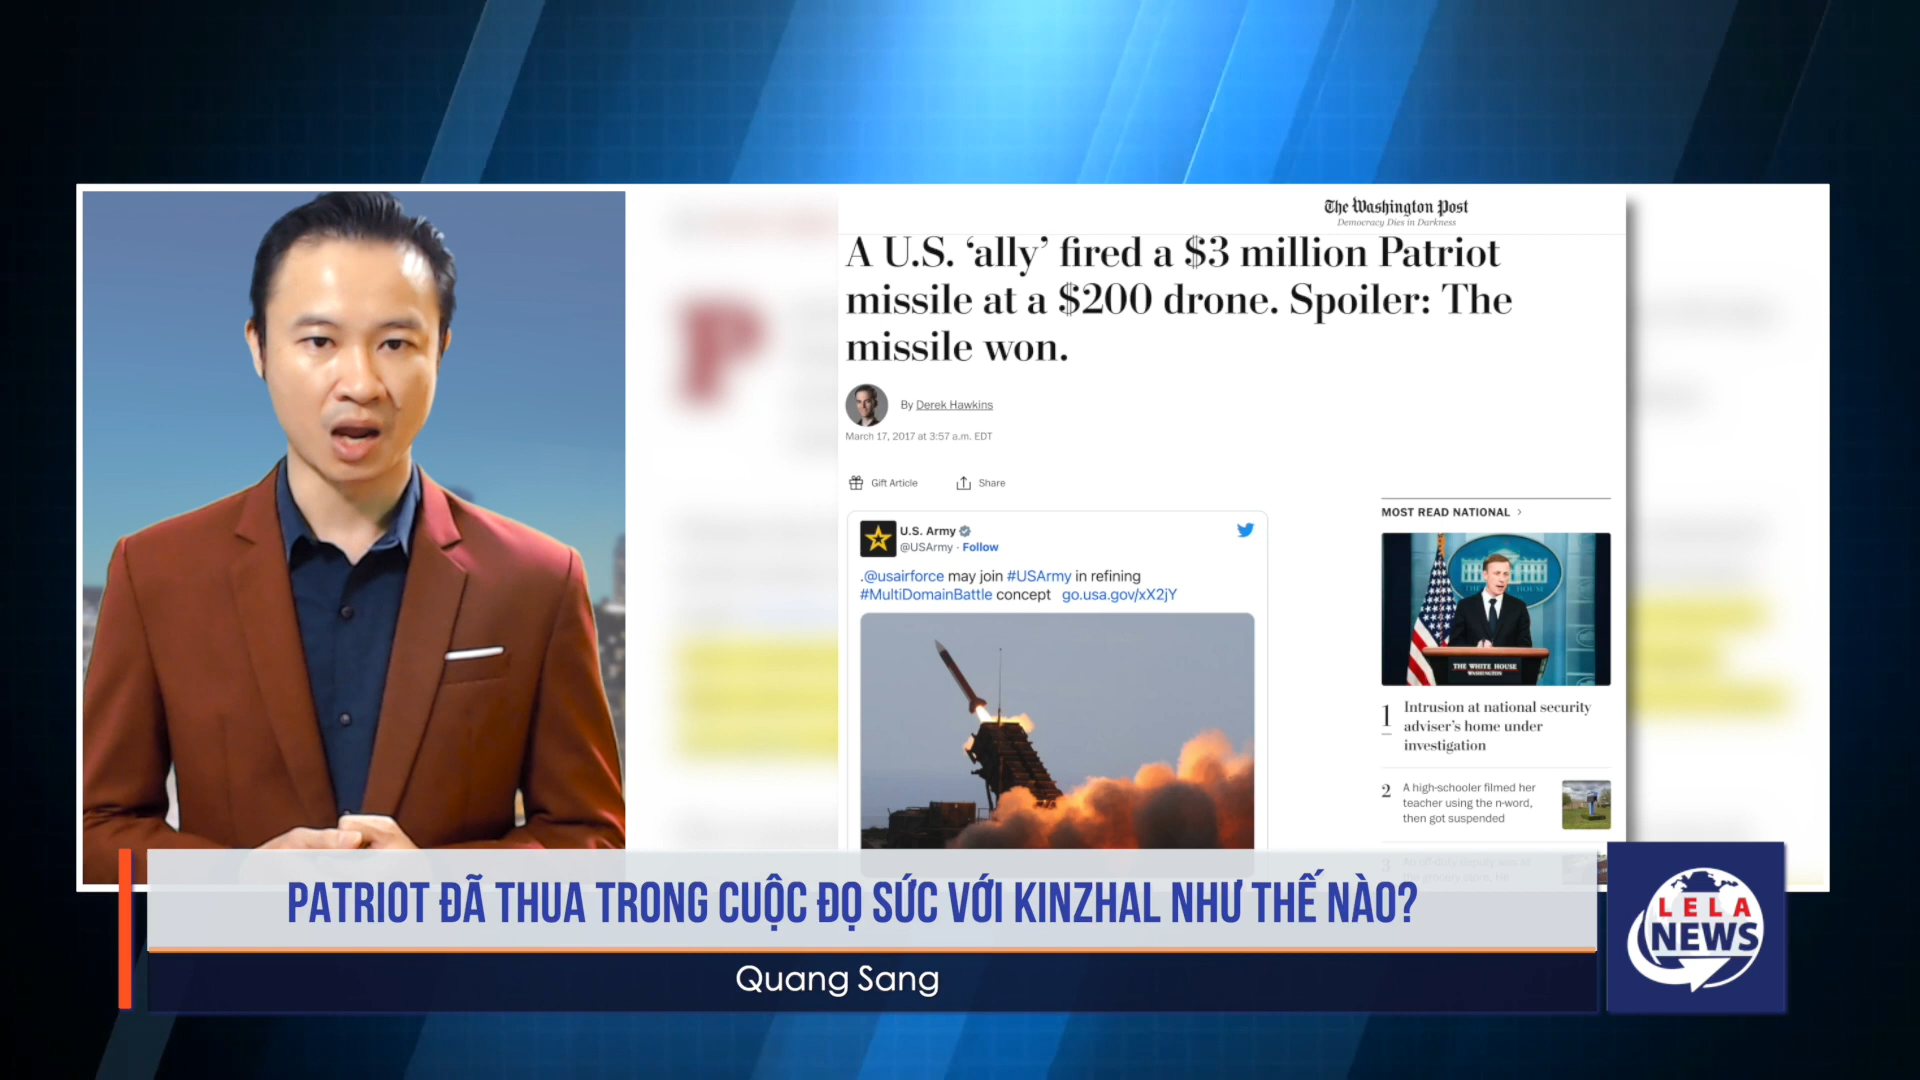 The Washington Post
Democracy Dies in Darkness
A U.S. ‘ally’ fired a $3 million Patriot
missile at a $200 drone. Spoiler: The
missile won.
By Derek Hawkins
March 17, 2017 at 3:57 a.m. EDT
Gift Article
Share
U.S. Army
@USArmy · Follow
.@usairforce may join #USArmy in refining
#MultiDomainBattle concept go.usa.gov/xX2jY
MOST READ NATIONAL >
THE WHITE HOUSE
WASHINGTON
1
Intrusion at national security
adviser’s home under
investigation
2
A high-schooler filmed her
teacher using the n-word,
then got suspended
3
PATRIOT ĐÃ THUA TRONG CUỘC ĐỌ SỨC VỚI KINZHAL NHƯ THẾ NÀO?
Quang Sang
LELA
NEWS
P